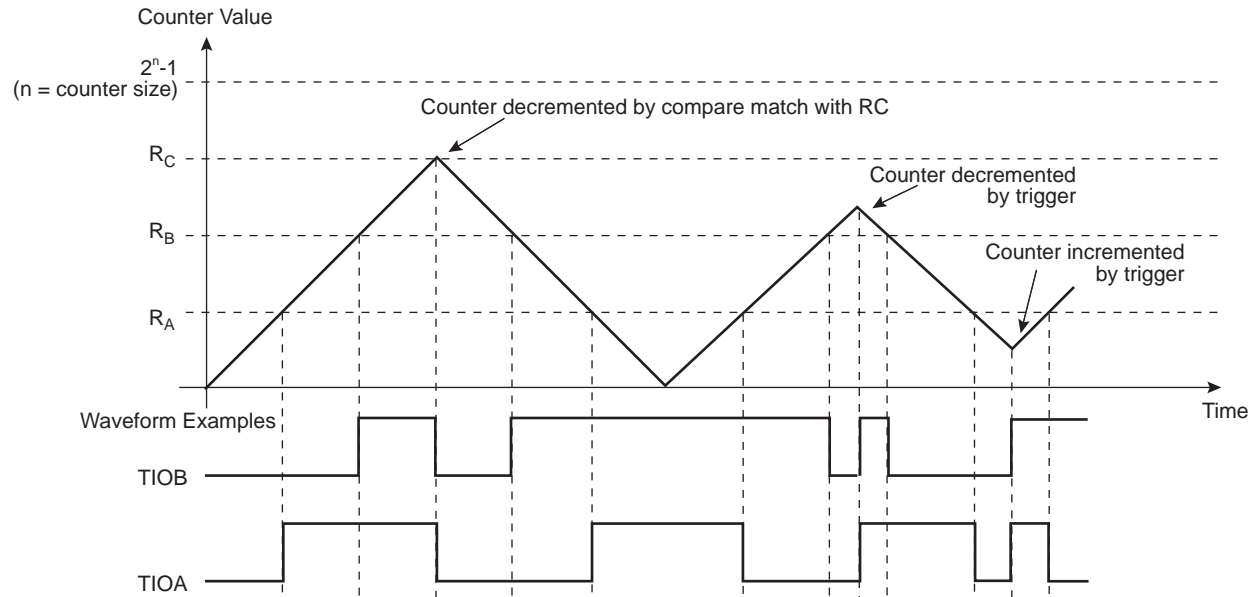 Counter Value
2ⁿ-1
(n = counter size)
Counter decremented by compare match with RC
R_C
Counter decremented
by trigger
R_B
Counter incremented
by trigger
R_A
Time
Waveform Examples
TIOB
TIOA